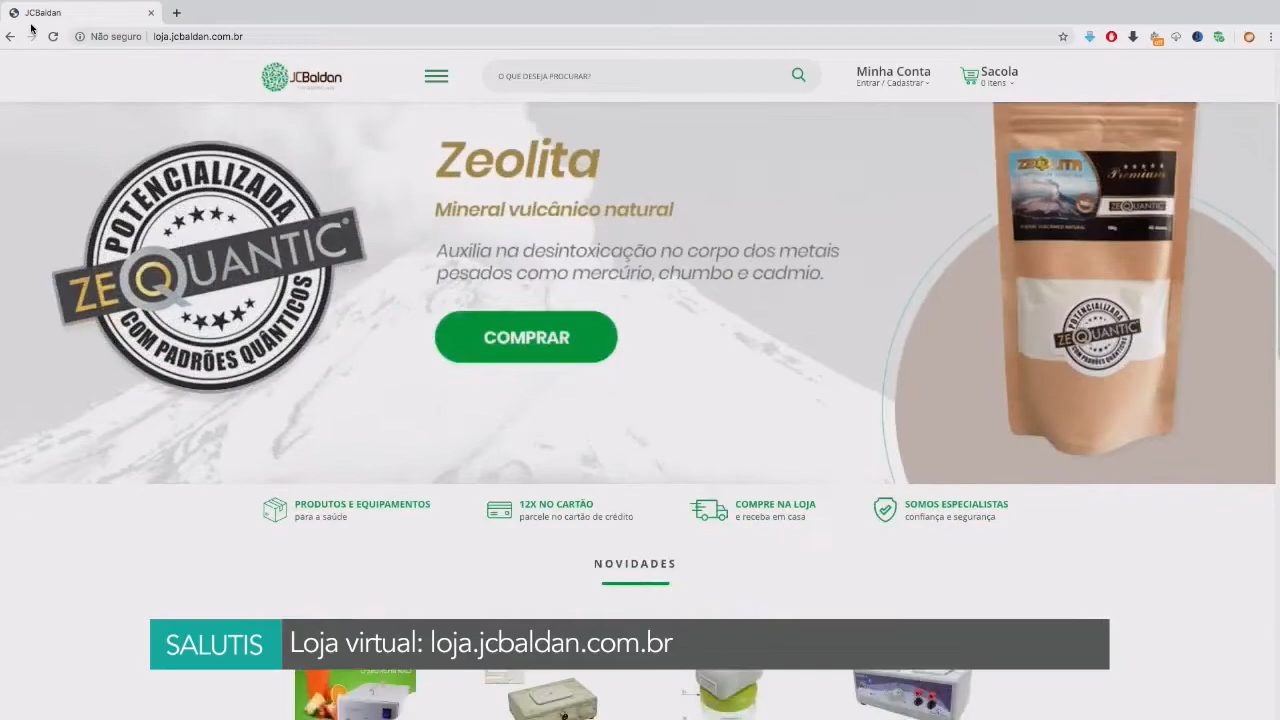 JCBaldan
Não seguro
loja.jcbaldan.com.br
JCBaldan
O QUE DESEJA PROCURAR?
Minha Conta
Entrar / Cadastrar
Sacola
0 itens
POTENCIALIZADA
ZEQUANTIC®
COM PADRÕES QUÂNTICOS
Zeolita
Mineral vulcânico natural
Auxilia na desintoxicação no corpo dos metais
pesados como mercúrio, chumbo e cadmio.
COMPRAR
ZEOLITA
Premium
ZEQUANTIC
POTENCIALIZADA
ZEQUANTIC
COM PADRÕES QUÂNTICOS
PRODUTOS E EQUIPAMENTOS
para a saúde
12X NO CARTÃO
parcele no cartão de crédito
COMPRE NA LOJA
e receba em casa
SOMOS ESPECIALISTAS
confiança e segurança
NOVIDADES
SALUTIS
Loja virtual: loja.jcbaldan.com.br